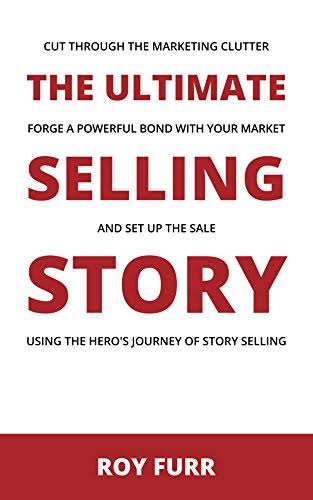 CUT THROUGH THE MARKETING CLUTTER
THE ULTIMATE
FORGE A POWERFUL BOND WITH YOUR MARKET
SELLING
AND SET UP THE SALE
STORY
USING THE HERO'S JOURNEY OF STORY SELLING
ROY FURR